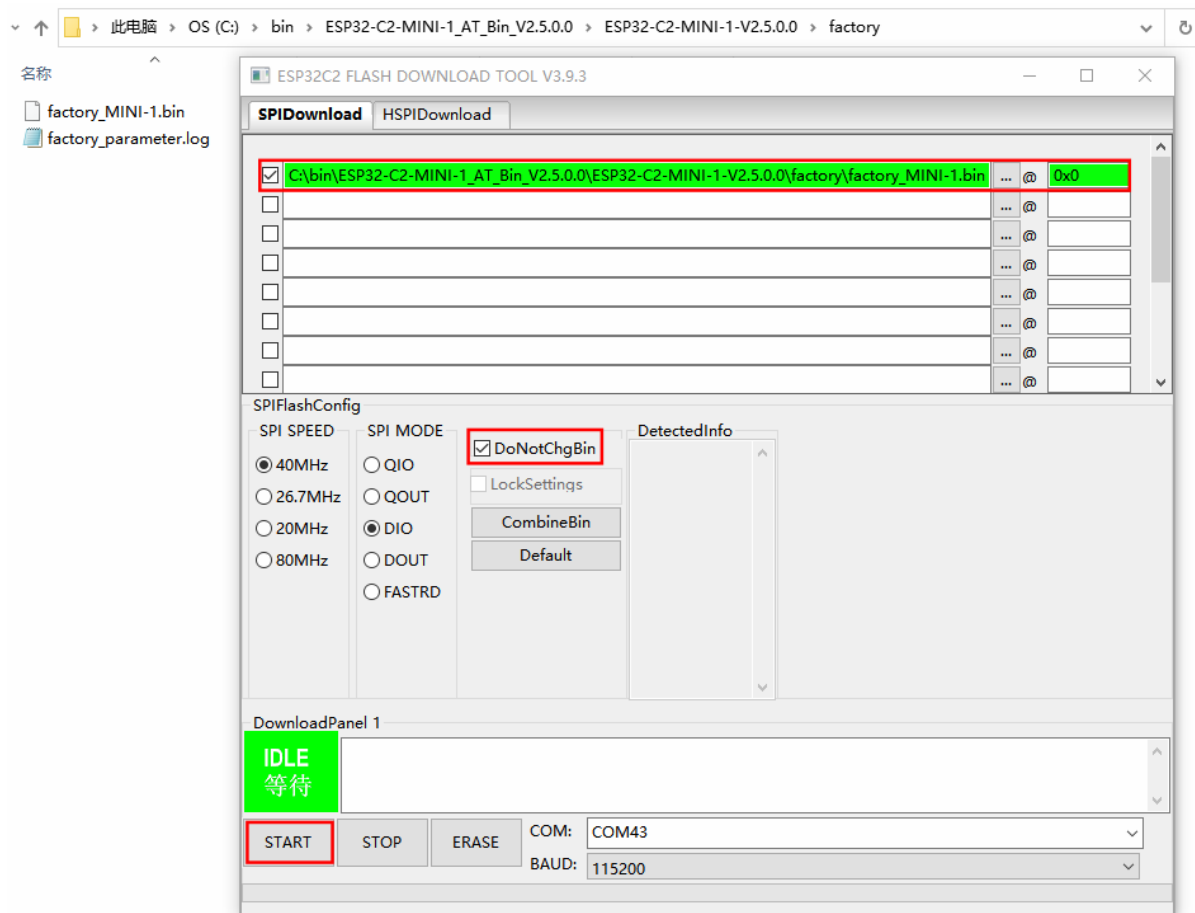 此电脑 > OS (C:) > bin > ESP32-C2-MINI-1_AT_Bin_V2.5.0.0 > ESP32-C2-MINI-1-V2.5.0.0 > factory
名称
factory_MINI-1.bin
factory_parameter.log
ESP32C2 FLASH DOWNLOAD TOOL V3.9.3
SPIDownload HSPIDownload
C:\bin\ESP32-C2-MINI-1_AT_Bin_V2.5.0.0\ESP32-C2-MINI-1-V2.5.0.0\factory\factory_MINI-1.bin ... @ 0x0
... @
... @
... @
... @
... @
... @
... @
SPIFlashConfig
SPI SPEED
40MHz
26.7MHz
20MHz
80MHz
SPI MODE
QIO
QOUT
DIO
DOUT
FASTRD
DoNotChgBin
LockSettings
CombineBin
Default
DetectedInfo
DownloadPanel 1
IDLE
等待
START STOP ERASE
COM: COM43
BAUD: 115200